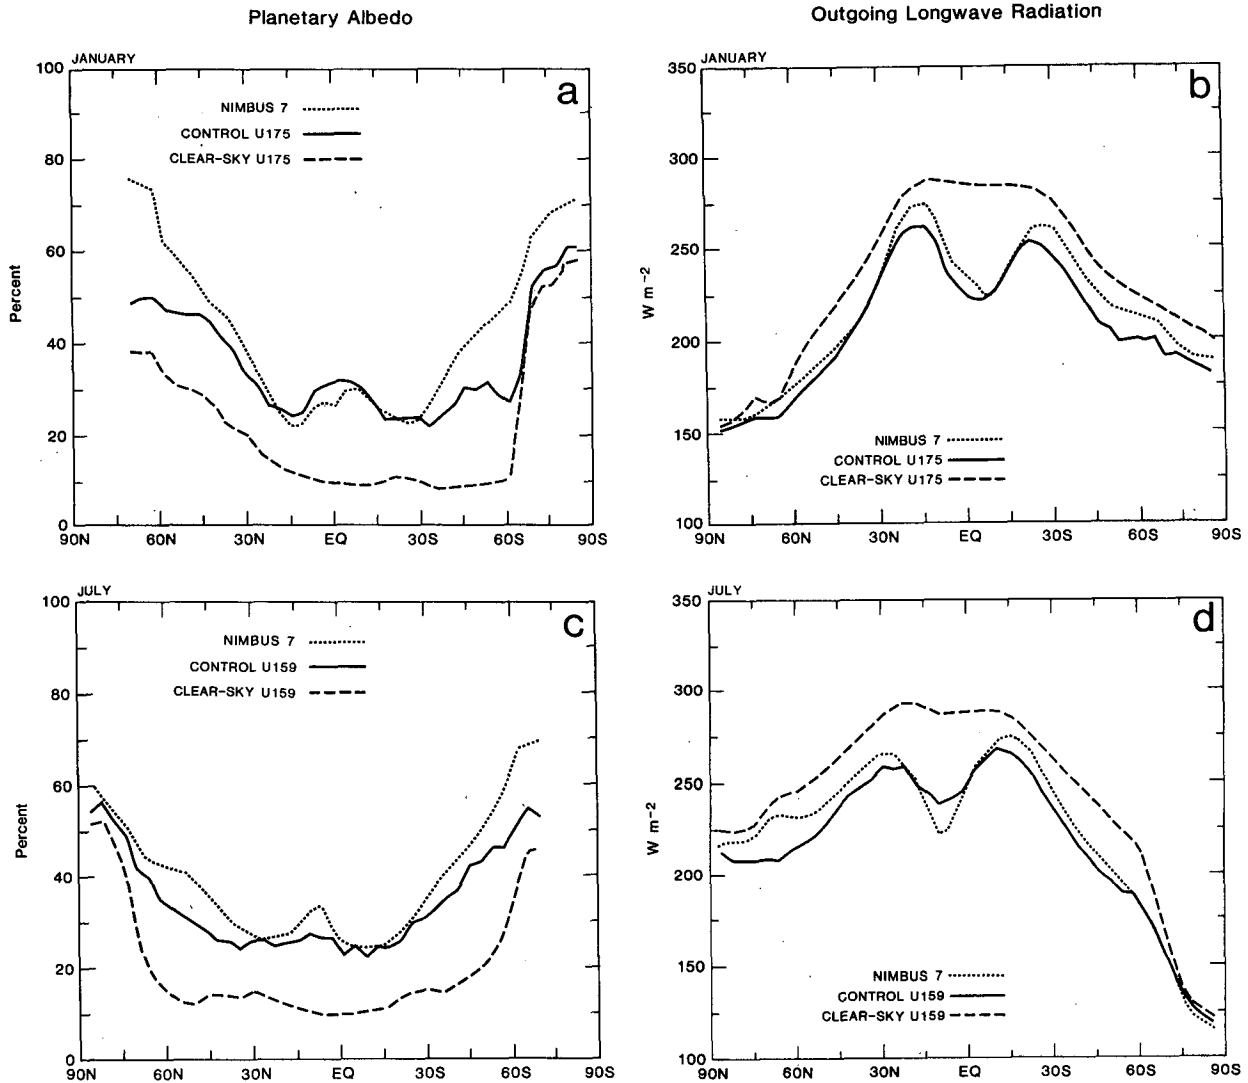 Planetary Albedo
Outgoing Longwave Radiation
JANUARY
a
100
80
60
40
20
0
Percent
NIMBUS 7
CONTROL U175
CLEAR-SKY U175
90N 60N 30N EQ 30S 60S 90S
JANUARY
b
350
300
250
200
150
100
W m-2
NIMBUS 7
CONTROL U175
CLEAR-SKY U175
90N 60N 30N EQ 30S 60S 90S
JULY
c
100
80
60
40
20
0
Percent
NIMBUS 7
CONTROL U159
CLEAR-SKY U159
90N 60N 30N EQ 30S 60S 90S
JULY
d
350
300
250
200
150
100
W m-2
NIMBUS 7
CONTROL U159
CLEAR-SKY U159
90N 60N 30N EQ 30S 60S 90S